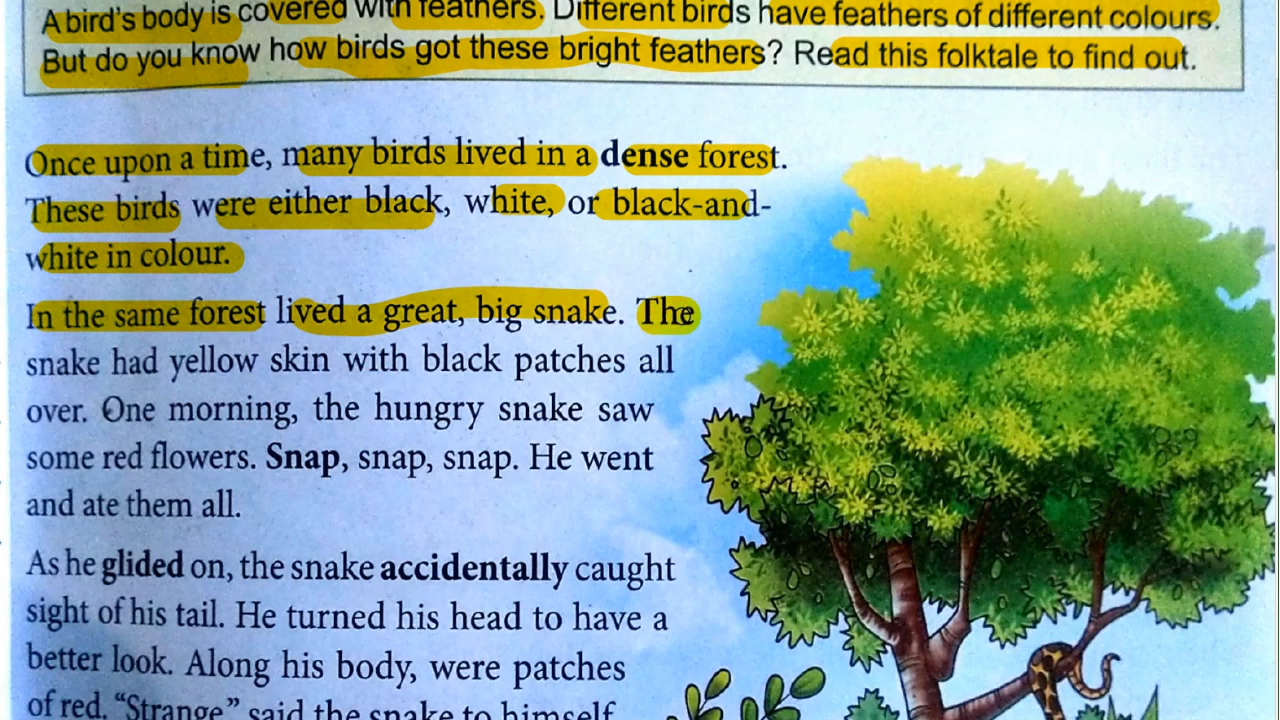 A bird's body is covered with feathers. Different birds have feathers of different colours.
But do you know how birds got these bright feathers? Read this folktale to find out.
Once upon a time, many birds lived in a dense forest.
These birds were either black, white, or black-and-
white in colour.
In the same forest lived a great, big snake. The
snake had yellow skin with black patches all
over. One morning, the hungry snake saw
some red flowers. Snap, snap, snap. He went
and ate them all.
As he glided on, the snake accidentally caught
sight of his tail. He turned his head to have a
better look. Along his body, were patches
of red. “Strange” said the snake to himself